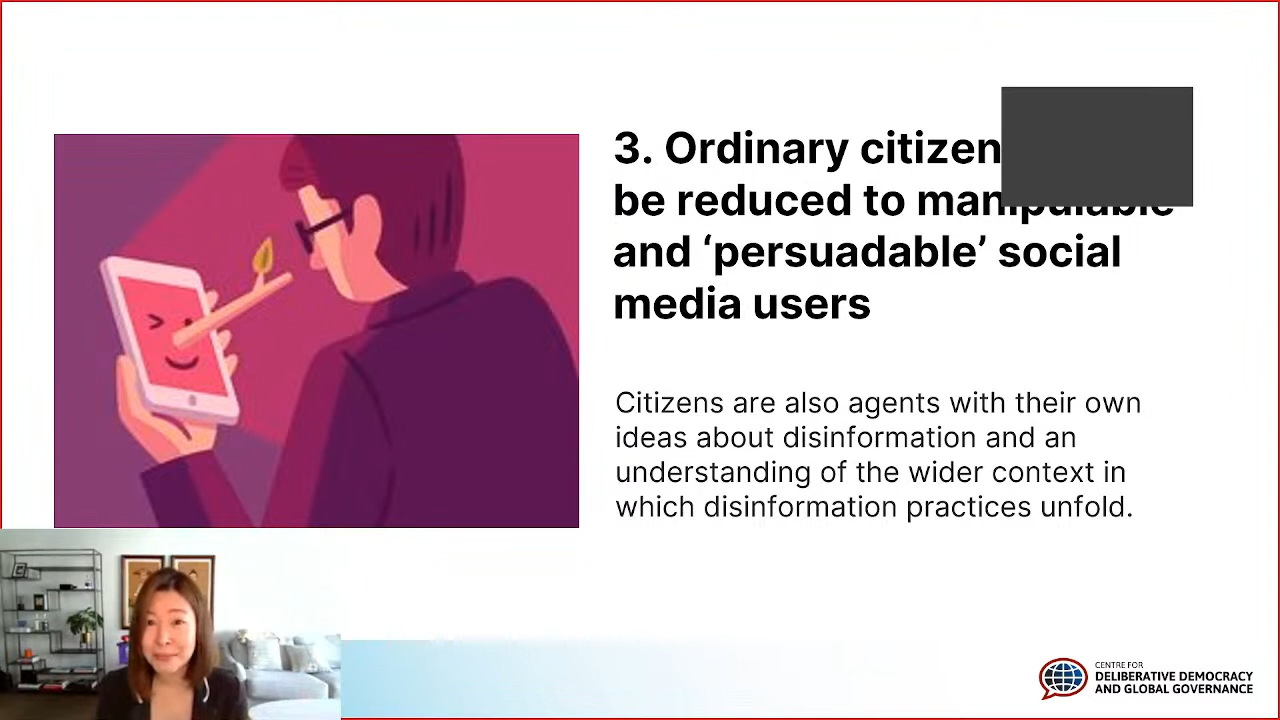 3. Ordinary citizen
be reduced to manipulable
and ‘persuadable’ social
media users
Citizens are also agents with their own
ideas about disinformation and an
understanding of the wider context in
which disinformation practices unfold.
CENTRE FOR
DELIBERATIVE DEMOCRACY
AND GLOBAL GOVERNANCE